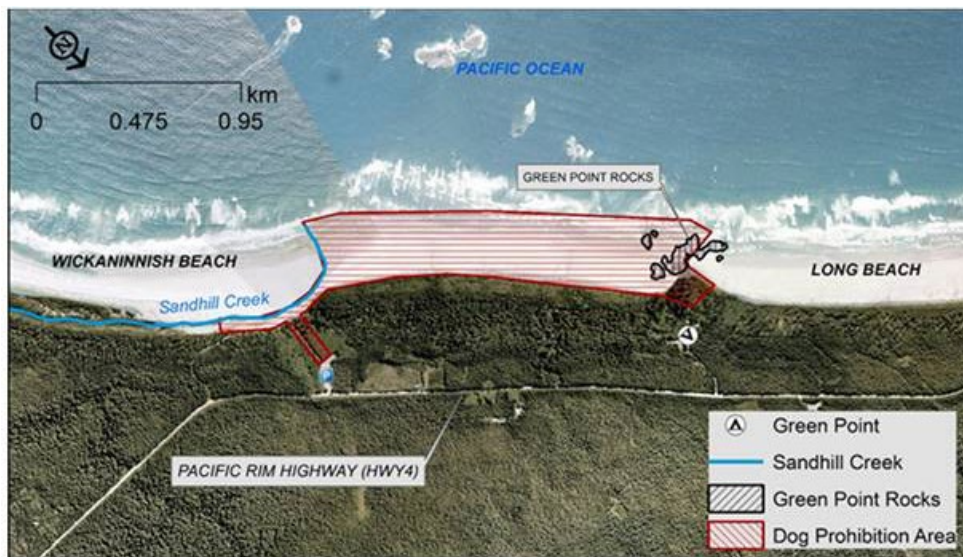 N
PACIFIC OCEAN
km
0 0.475 0.95
GREEN POINT ROCKS
WICKANINNISH BEACH
LONG BEACH
Sandhill Creek
P
PACIFIC RIM HIGHWAY (HWY4)
Green Point
Sandhill Creek
Green Point Rocks
Dog Prohibition Area